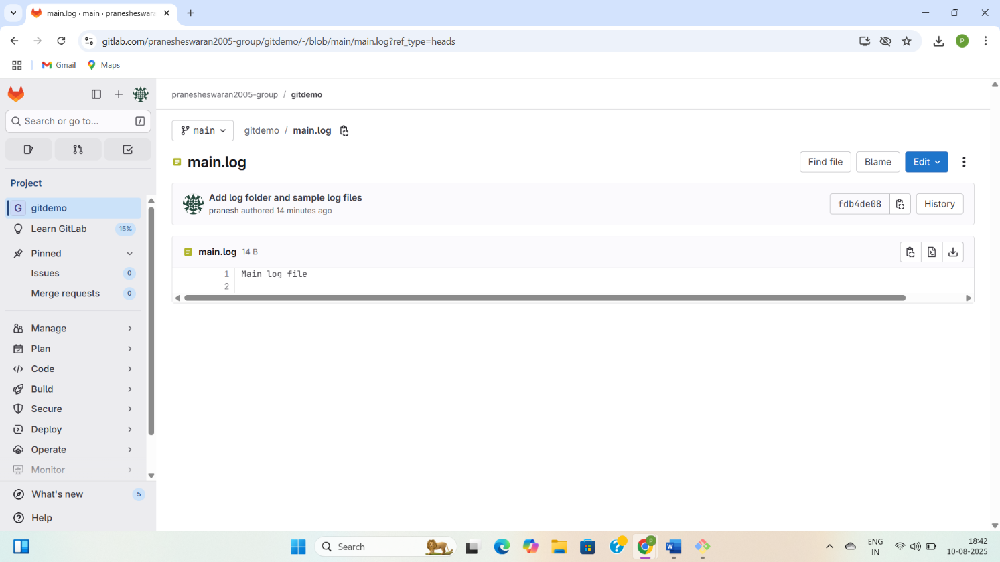 main.log · main · pranesheswara
gitlab.com/pranesheswaran2005-group/gitdemo/-/blob/main/main.log?ref_type=heads
P
Gmail
Maps
Search or go to...
/
Project
G gitdemo
Learn GitLab 15%
Pinned
Issues 0
Merge requests 0
Manage
Plan
Code
Build
Secure
Deploy
Operate
Monitor
What's new 5
Help
pranesheswaran2005-group / gitdemo
main
gitdemo / main.log
main.log
Find file
Blame
Edit
Add log folder and sample log files
pranesh authored 14 minutes ago
fdb4de08
History
main.log 14 B
1 Main log file
2
Search
P
ENG
IN
18:42
10-08-2025